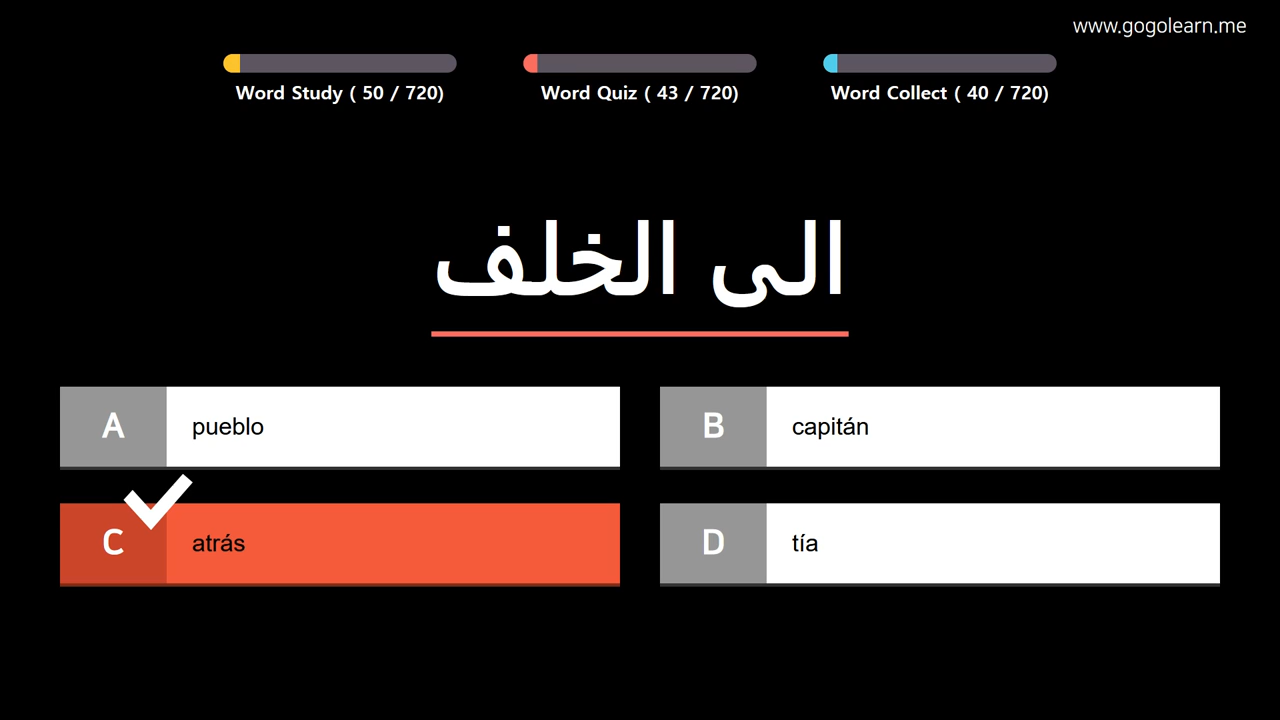 www.gogolearn.me
Word Study ( 50 / 720)
Word Quiz ( 43 / 720)
Word Collect ( 40 / 720)
الى الخلف
A pueblo
B capitán
C atrás
D tía